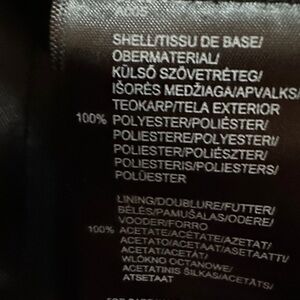 SHELL/TISSU DE BASE/
OBERMATERIAL/
KÜLSŐ SZÖVETRÉTEG/
IŠORĖS MEDŽIAGA/APVALKS/
TEOKARP/TELA EXTERIOR
100% POLYESTER/POLIÉSTER/
POLIESTERE/POLYESTERI/
POLIESTER/POLIÉSZTER/
POLIESTERIS/POLIESTERS/
POLÜESTER
LINING/DOUBLURE/FUTTER/
BÉLÉS/PAMUŠALAS/ODERE/
VOODER/FORRO
100% ACETATE/ACÉTATE/AZETAT/
ACETATO/ACETAAT/ASETAATTI/
ACETAT/ACETÁT/
WŁÓKNO OCTANOWE/
ACETATINIS ŠILKAS/ACETĀTS/
ATSETAAT